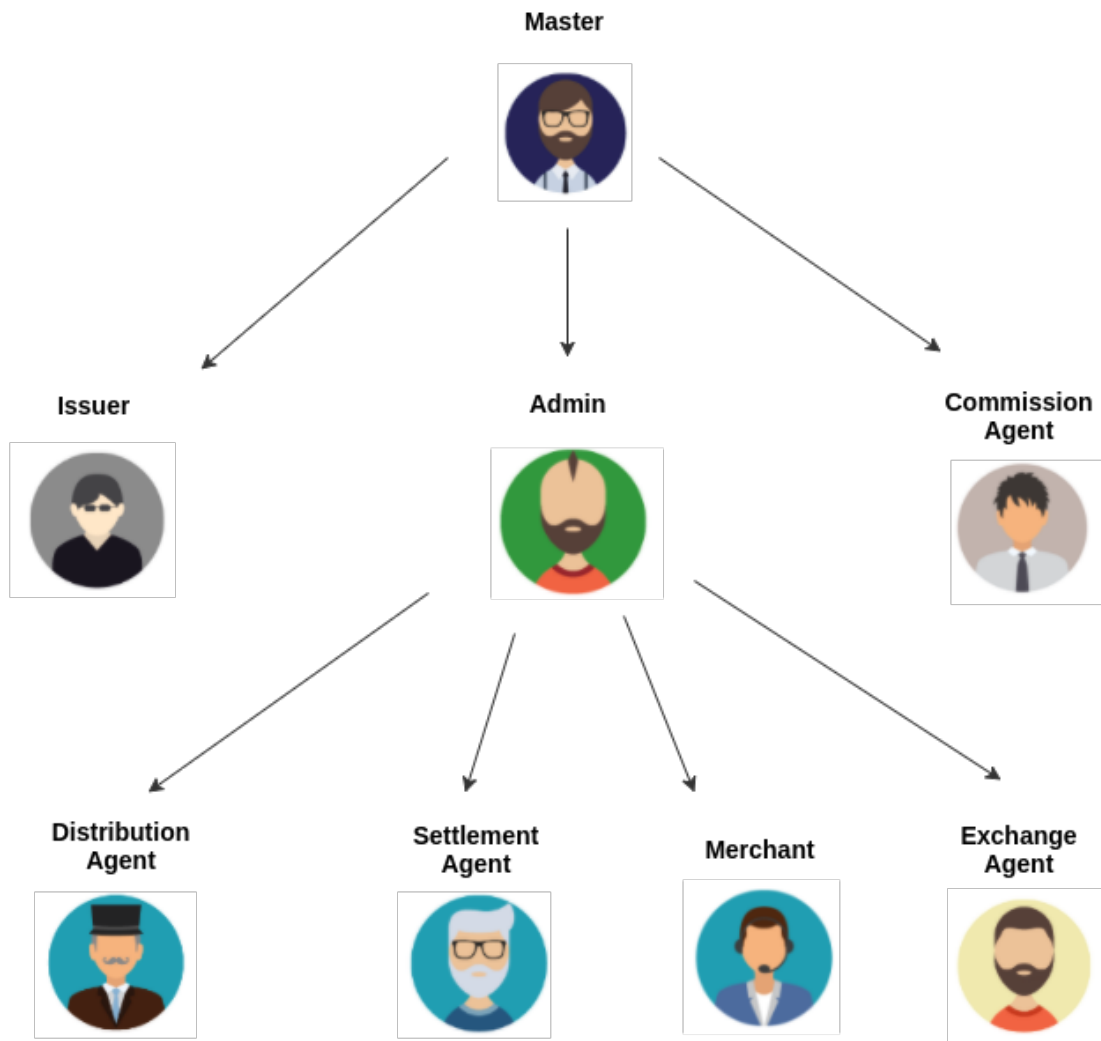 Master
Issuer
Admin
Commission
Agent
Distribution
Agent
Settlement
Agent
Merchant
Exchange
Agent